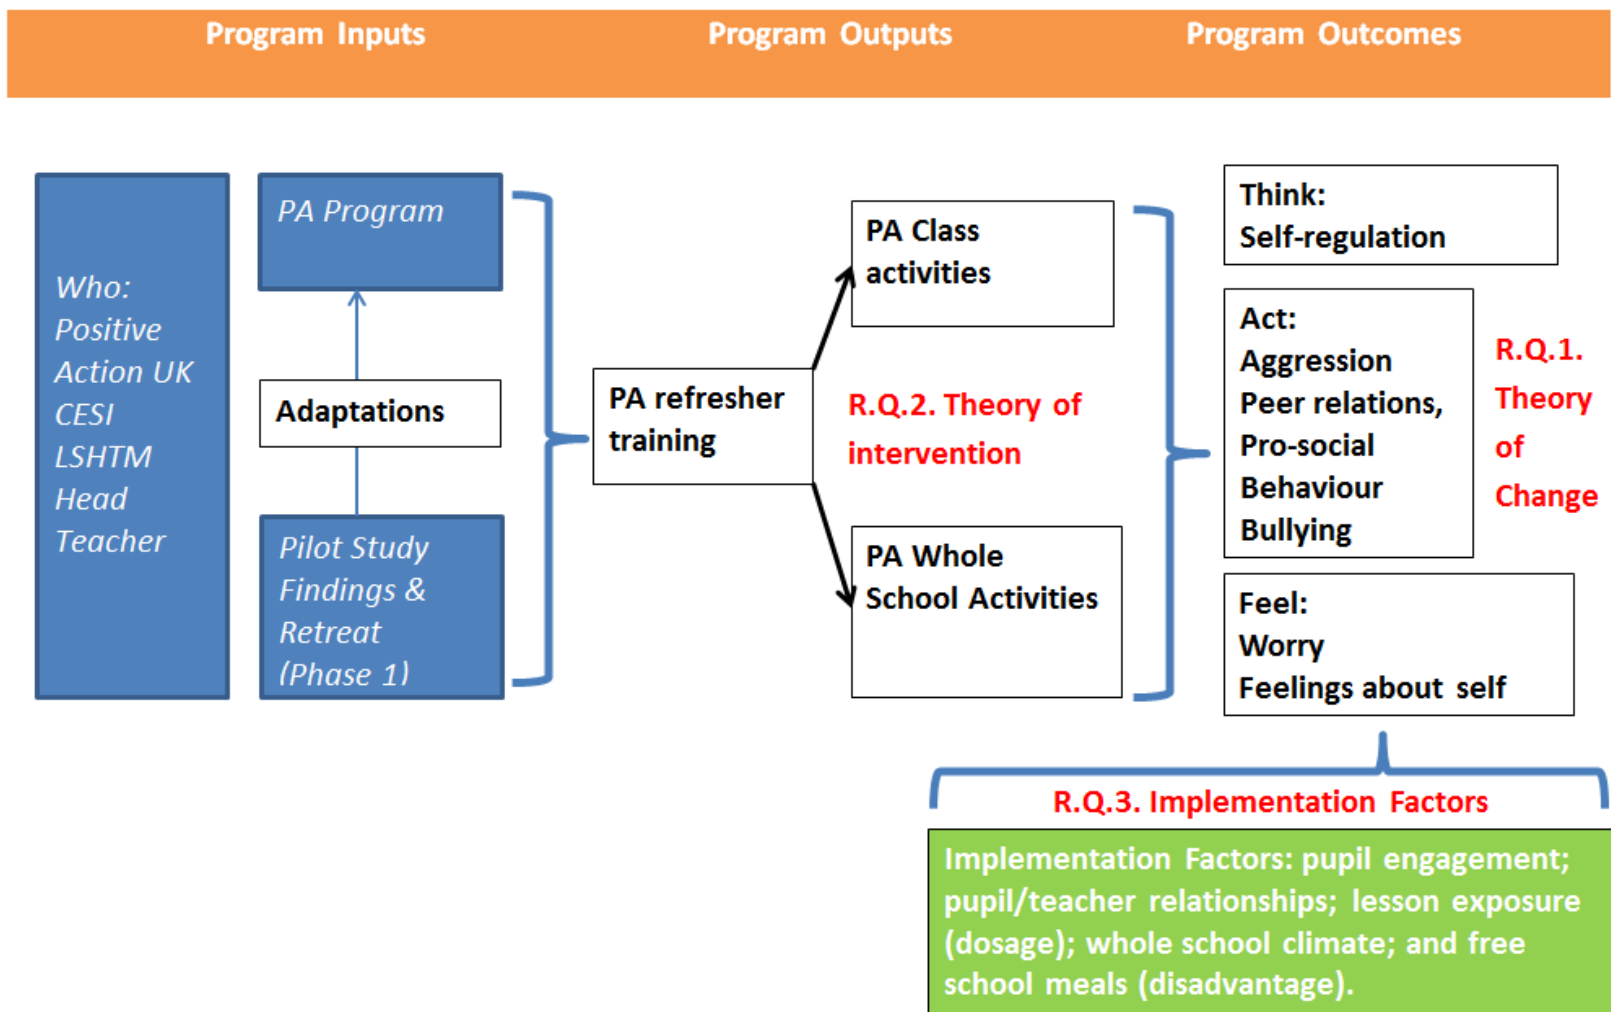 Program Inputs
Program Outputs
Program Outcomes
Who:
Positive
Action UK
CESI
LSHTM
Head
Teacher
PA Program
Adaptations
Pilot Study
Findings &
Retreat
(Phase 1)
PA refresher
training
PA Class
activities
R.Q.2. Theory of
intervention
PA Whole
School Activities
Think:
Self-regulation
Act:
Aggression
Peer relations,
Pro-social
Behaviour
Bullying
R.Q.1.
Theory
of
Change
Feel:
Worry
Feelings about self
R.Q.3. Implementation Factors
Implementation Factors: pupil engagement;
pupil/teacher relationships; lesson exposure
(dosage); whole school climate; and free
school meals (disadvantage).